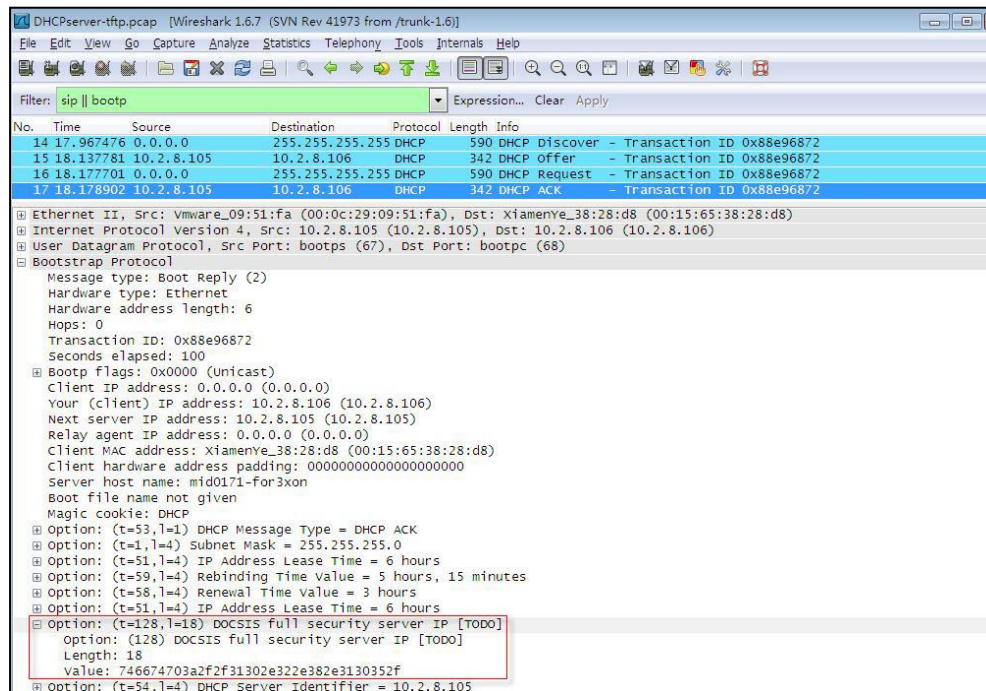 DHCPserver-tftp.pcap [Wireshark 1.6.7 (SVN Rev 41973 from /trunk-1.6)]
File Edit View Go Capture Analyze Statistics Telephony Tools Internals Help
Filter: sip || bootp Expression... Clear Apply
No. Time Source Destination Protocol Length Info
14 17.967476 0.0.0.0 255.255.255.255 DHCP 590 DHCP Discover - Transaction ID 0x88e96872
15 18.137781 10.2.8.105 10.2.8.106 DHCP 342 DHCP Offer - Transaction ID 0x88e96872
16 18.177701 0.0.0.0 255.255.255.255 DHCP 590 DHCP Request - Transaction ID 0x88e96872
17 18.178902 10.2.8.105 10.2.8.106 DHCP 342 DHCP ACK - Transaction ID 0x88e96872
Ethernet II, Src: Vmware_09:51:fa (00:0c:29:09:51:fa), Dst: XiamenYe_38:28:d8 (00:15:65:38:28:d8)
Internet Protocol Version 4, Src: 10.2.8.105 (10.2.8.105), Dst: 10.2.8.106 (10.2.8.106)
User Datagram Protocol, Src Port: bootps (67), Dst Port: bootpc (68)
Bootstrap Protocol
Message type: Boot Reply (2)
Hardware type: Ethernet
Hardware address length: 6
Hops: 0
Transaction ID: 0x88e96872
Seconds elapsed: 100
Bootp flags: 0x0000 (Unicast)
Client IP address: 0.0.0.0 (0.0.0.0)
Your (client) IP address: 10.2.8.106 (10.2.8.106)
Next server IP address: 10.2.8.105 (10.2.8.105)
Relay agent IP address: 0.0.0.0 (0.0.0.0)
Client MAC address: XiamenYe_38:28:d8 (00:15:65:38:28:d8)
Client hardware address padding: 00000000000000000000
Server host name: mid0171-for3xon
Boot file name not given
Magic cookie: DHCP
Option: (t=53,l=1) DHCP Message Type = DHCP ACK
Option: (t=1,l=4) Subnet Mask = 255.255.255.0
Option: (t=51,l=4) IP Address Lease Time = 6 hours
Option: (t=59,l=4) Rebinding Time Value = 5 hours, 15 minutes
Option: (t=58,l=4) Renewal Time Value = 3 hours
Option: (t=51,l=4) IP Address Lease Time = 6 hours
Option: (t=128,l=18) DOCSIS full security server IP [TODO]
Option: (128) DOCSIS full security server IP [TODO]
Length: 18
Value: 746674703a2f2f31302e322e382e3130352f
Option: (t=54,l=4) DHCP Server Identifier = 10.2.8.105